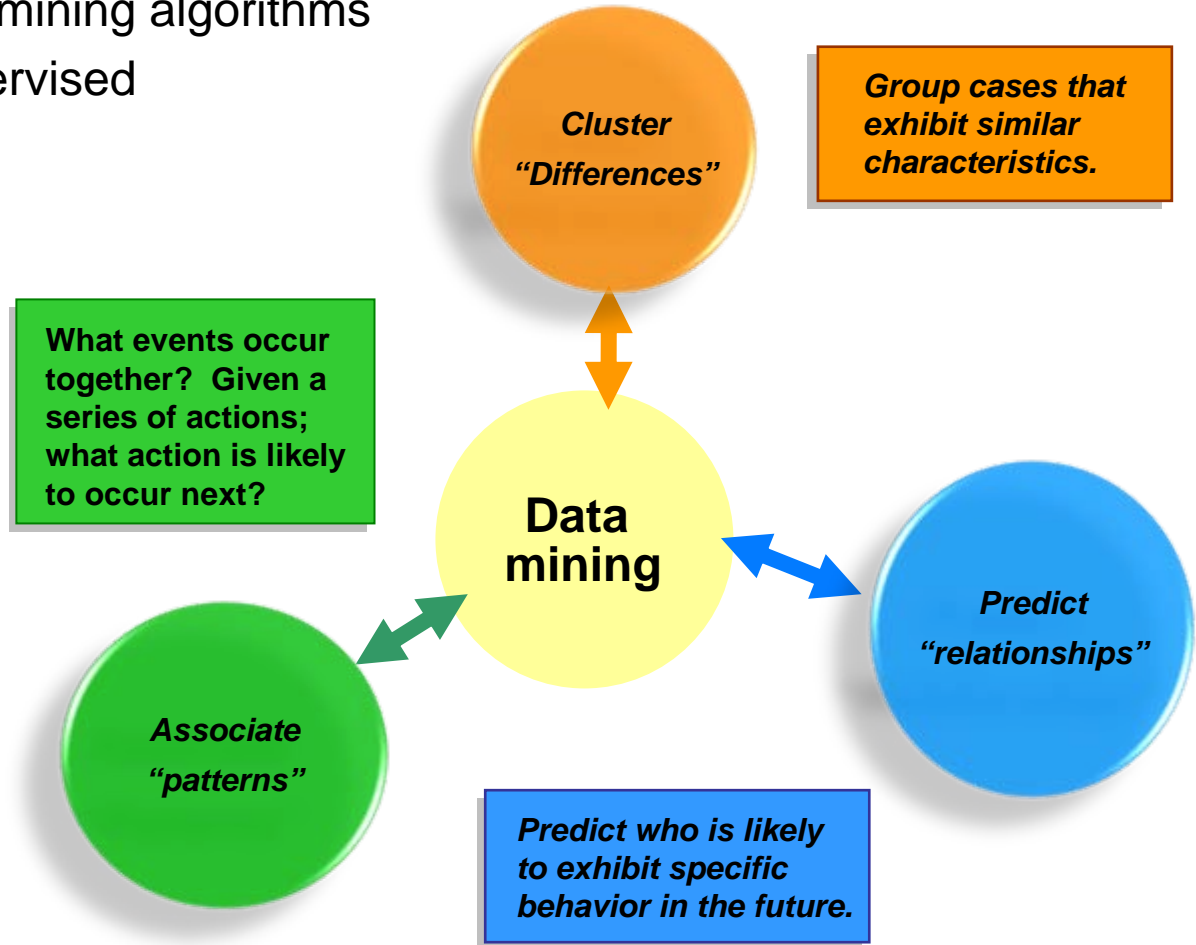 mining algorithms
ervised
Cluster
“Differences”
Group cases that
exhibit similar
characteristics.
What events occur
together? Given a
series of actions;
what action is likely
to occur next?
Data
mining
Predict
“relationships”
Associate
“patterns”
Predict who is likely
to exhibit specific
behavior in the future.